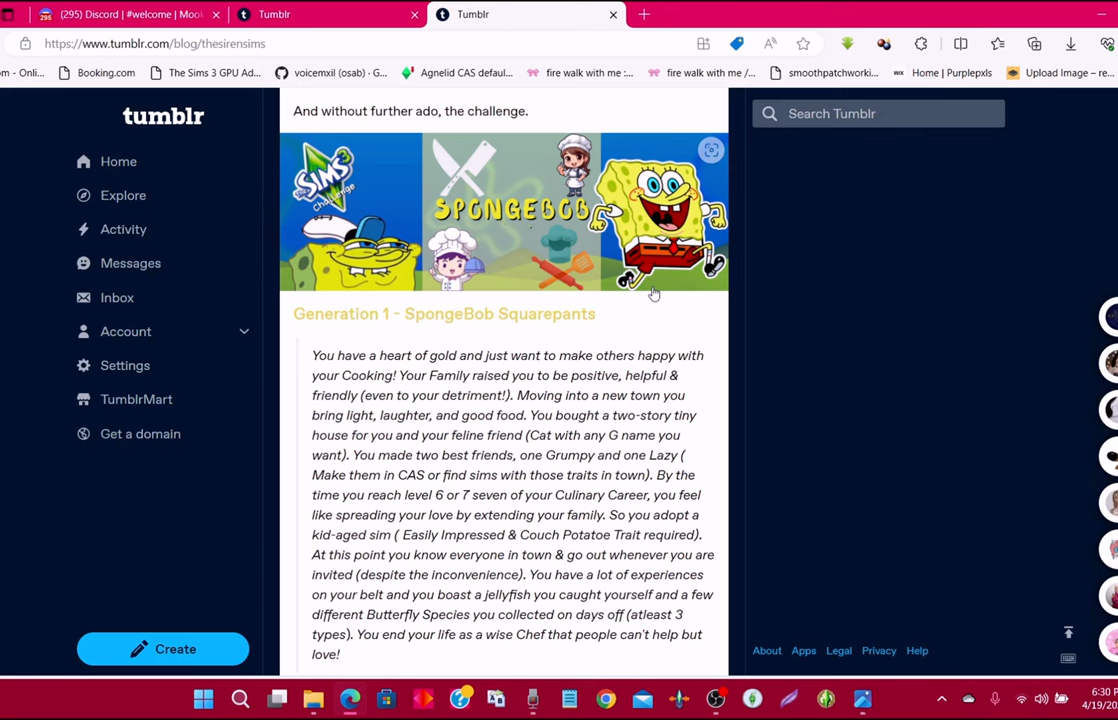 (295) Discord | #welcome | Moo
Tumblr
Tumblr
https://www.tumblr.com/blog/thesirensims
om - Onli...
Booking.com
The Sims 3 GPU Ad...
voicemxil (osab) · G...
Agnelid CAS defaul...
fire walk with me :...
fire walk with me /...
smoothpatchworki...
Home | Purplepxls
Upload Image – re...
tumblr
Home
Explore
Activity
Messages
Inbox
Account
Settings
TumblrMart
Get a domain
Create
And without further ado, the challenge.
The SIMS 3
Challenge
SPONGEBOB
Generation 1 - SpongeBob Squarepants
You have a heart of gold and just want to make others happy with
your Cooking! Your Family raised you to be positive, helpful &
friendly (even to your detriment!). Moving into a new town you
bring light, laughter, and good food. You bought a two-story tiny
house for you and your feline friend (Cat with any G name you
want). You made two best friends, one Grumpy and one Lazy (
Make them in CAS or find sims with those traits in town). By the
time you reach level 6 or 7 seven of your Culinary Career, you feel
like spreading your love by extending your family. So you adopt a
kid-aged sim ( Easily Impressed & Couch Potatoe Trait required).
At this point you know everyone in town & go out whenever you are
invited (despite the inconvenience). You have a lot of experiences
on your belt and you boast a jellyfish you caught yourself and a few
different Butterfly Species you collected on days off (atleast 3
types). You end your life as a wise Chef that people can't help but
love!
Search Tumblr
About Apps Legal Privacy Help
6:30 P
4/19/20